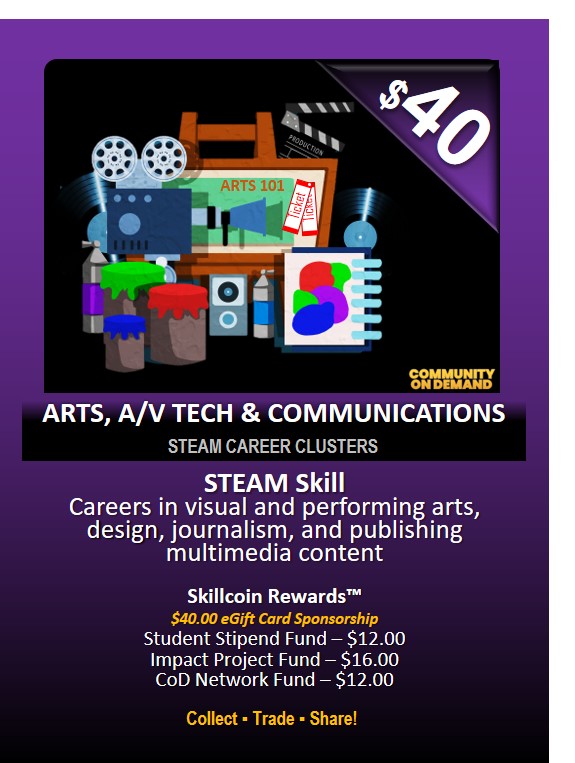 $40
PRODUCTION
ARTS 101
Ticket
Ticket
COMMUNITY
ON DEMAND
ARTS, A/V TECH & COMMUNICATIONS
STEAM CAREER CLUSTERS
STEAM Skill
Careers in visual and performing arts,
design, journalism, and publishing
multimedia content
Skillcoin Rewards™
$40.00 eGift Card Sponsorship
Student Stipend Fund – $12.00
Impact Project Fund – $16.00
CoD Network Fund – $12.00
Collect ▪ Trade ▪ Share!